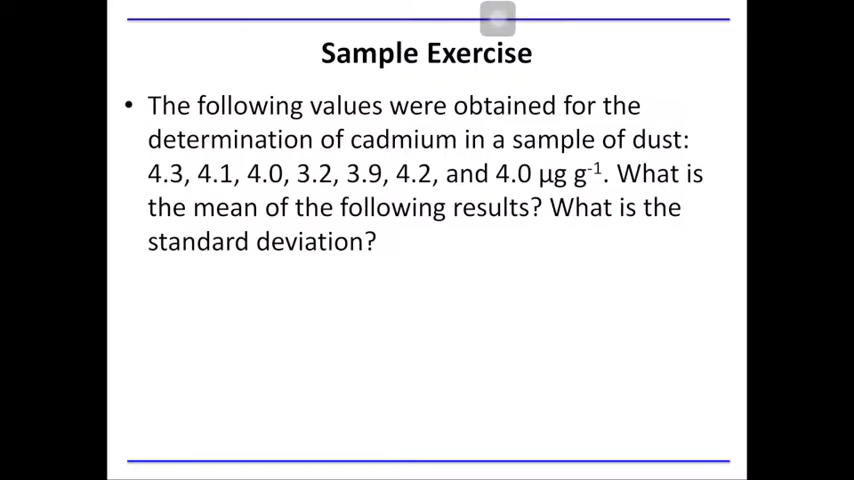 Sample Exercise
• The following values were obtained for the
determination of cadmium in a sample of dust:
4.3, 4.1, 4.0, 3.2, 3.9, 4.2, and 4.0 µg g⁻¹. What is
the mean of the following results? What is the
standard deviation?